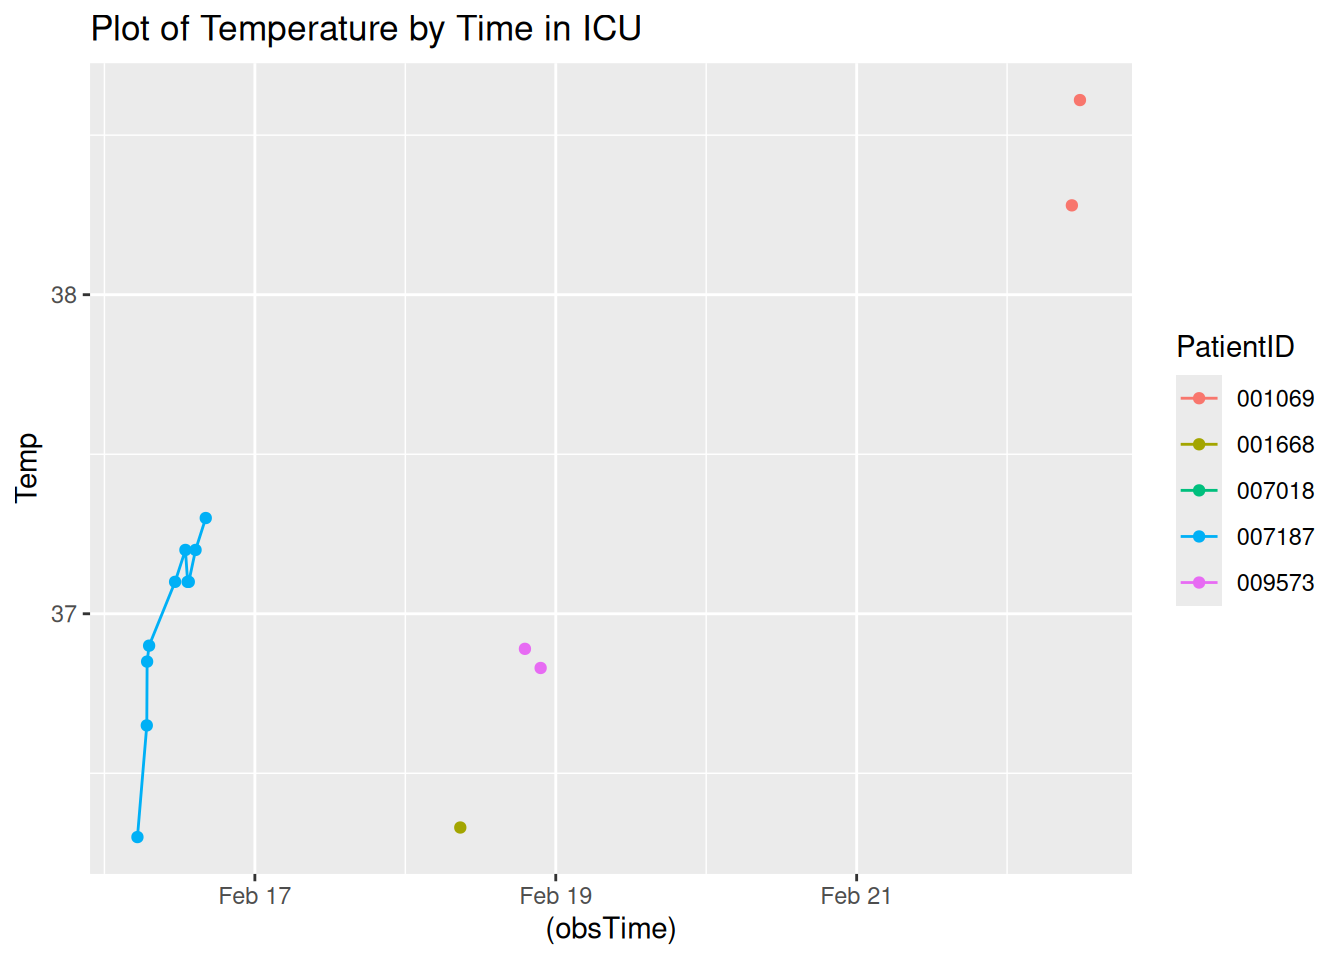 Plot of Temperature by Time in ICU
38
37
Temp
Feb 17
Feb 19
Feb 21
(obsTime)
PatientID
001069
001668
007018
007187
009573